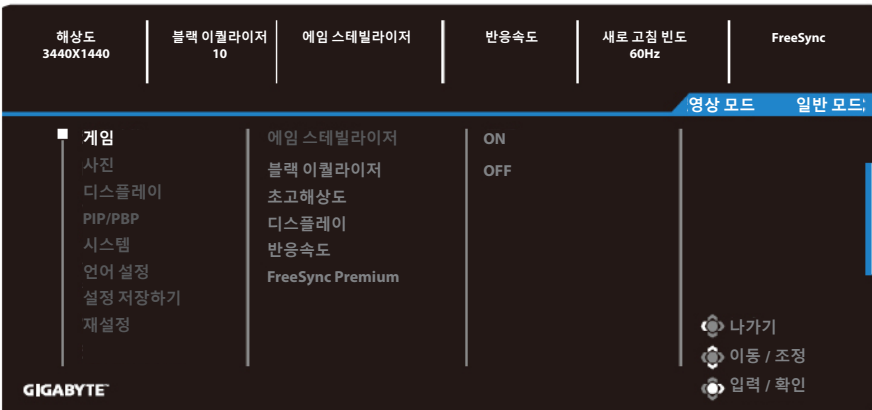 해상도
3440X1440
블랙 이퀄라이저
10
에임 스테빌라이저
반응속도
새로 고침 빈도
60Hz
FreeSync
영상 모드 일반 모드
게임
사진
디스플레이
PIP/PBP
시스템
언어 설정
설정 저장하기
재설정
에임 스테빌라이저
블랙 이퀄라이저
초고해상도
디스플레이
반응속도
FreeSync Premium
ON
OFF
나가기
이동 / 조정
입력 / 확인
GIGABYTE™